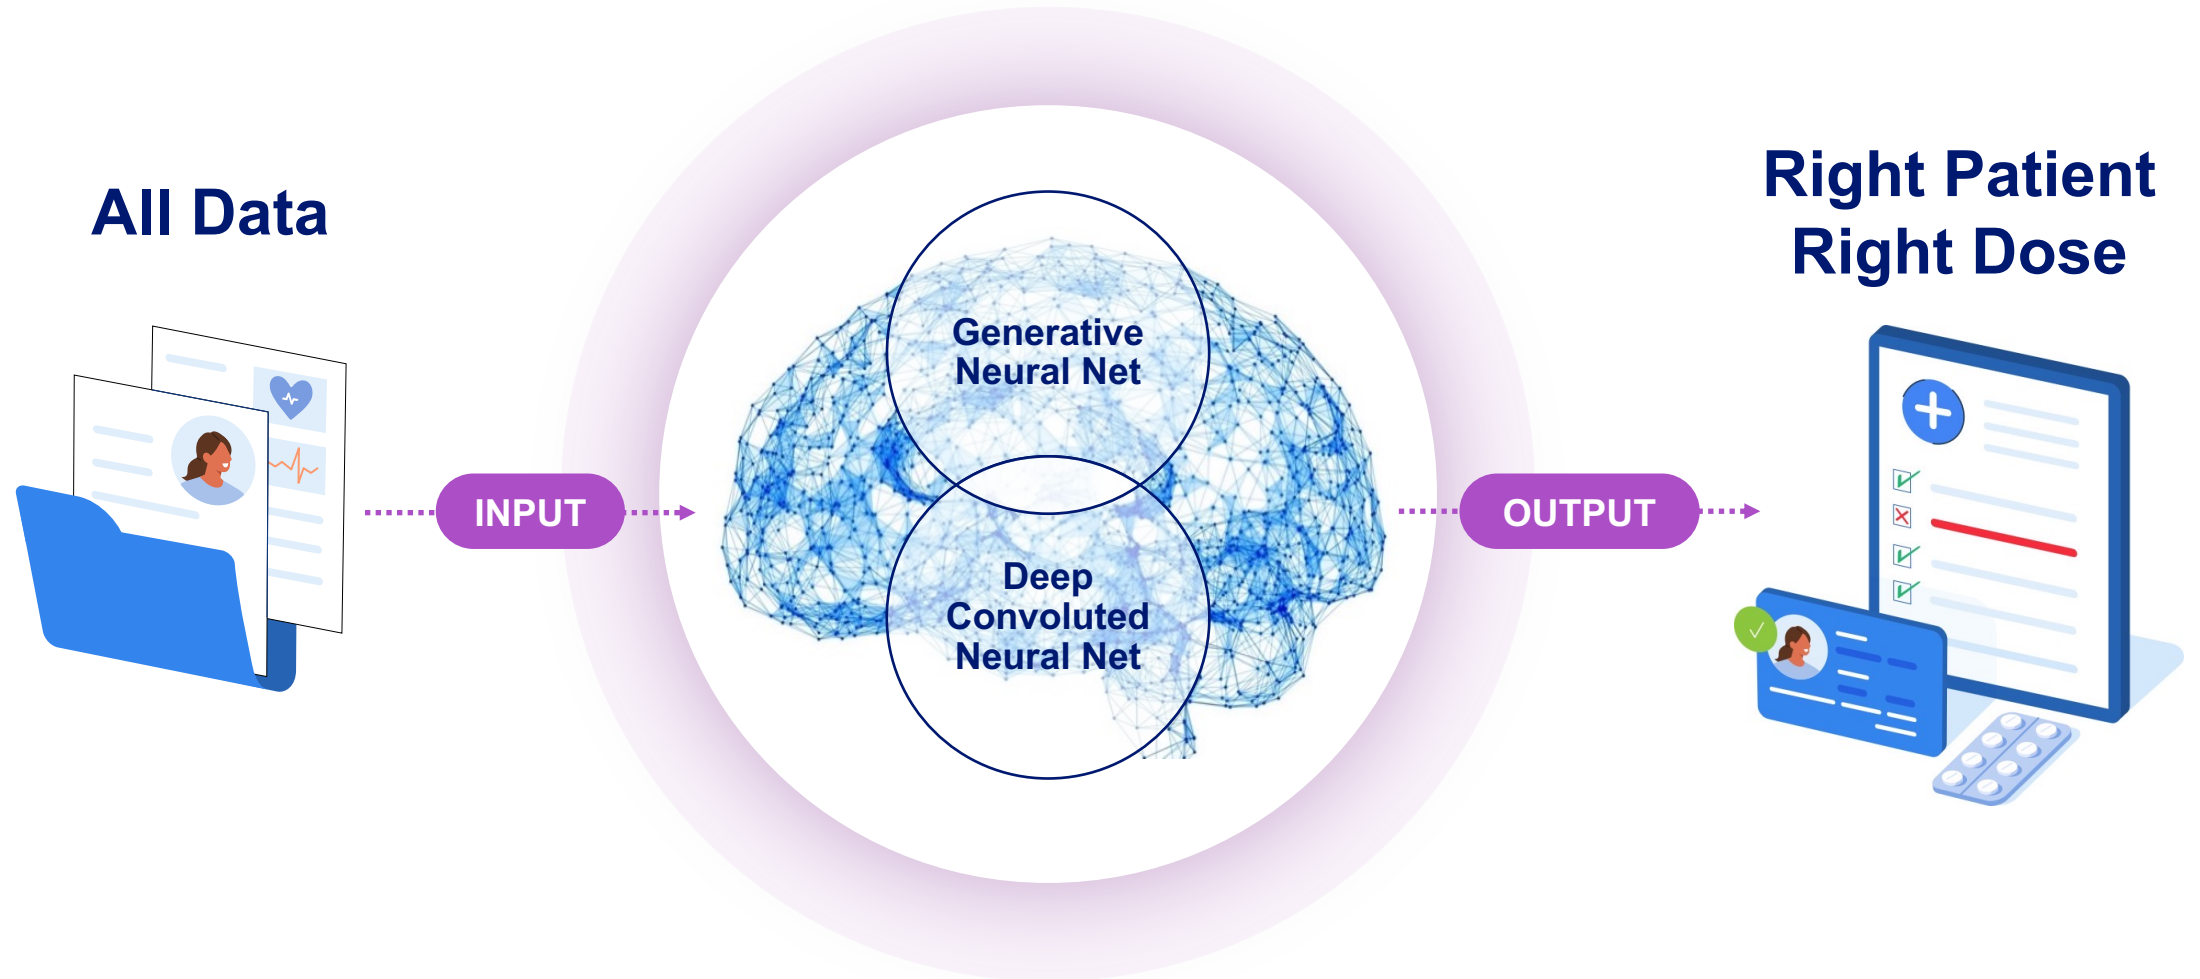 All Data
INPUT
Generative
Neural Net
Deep
Convoluted
Neural Net
OUTPUT
Right Patient
Right Dose